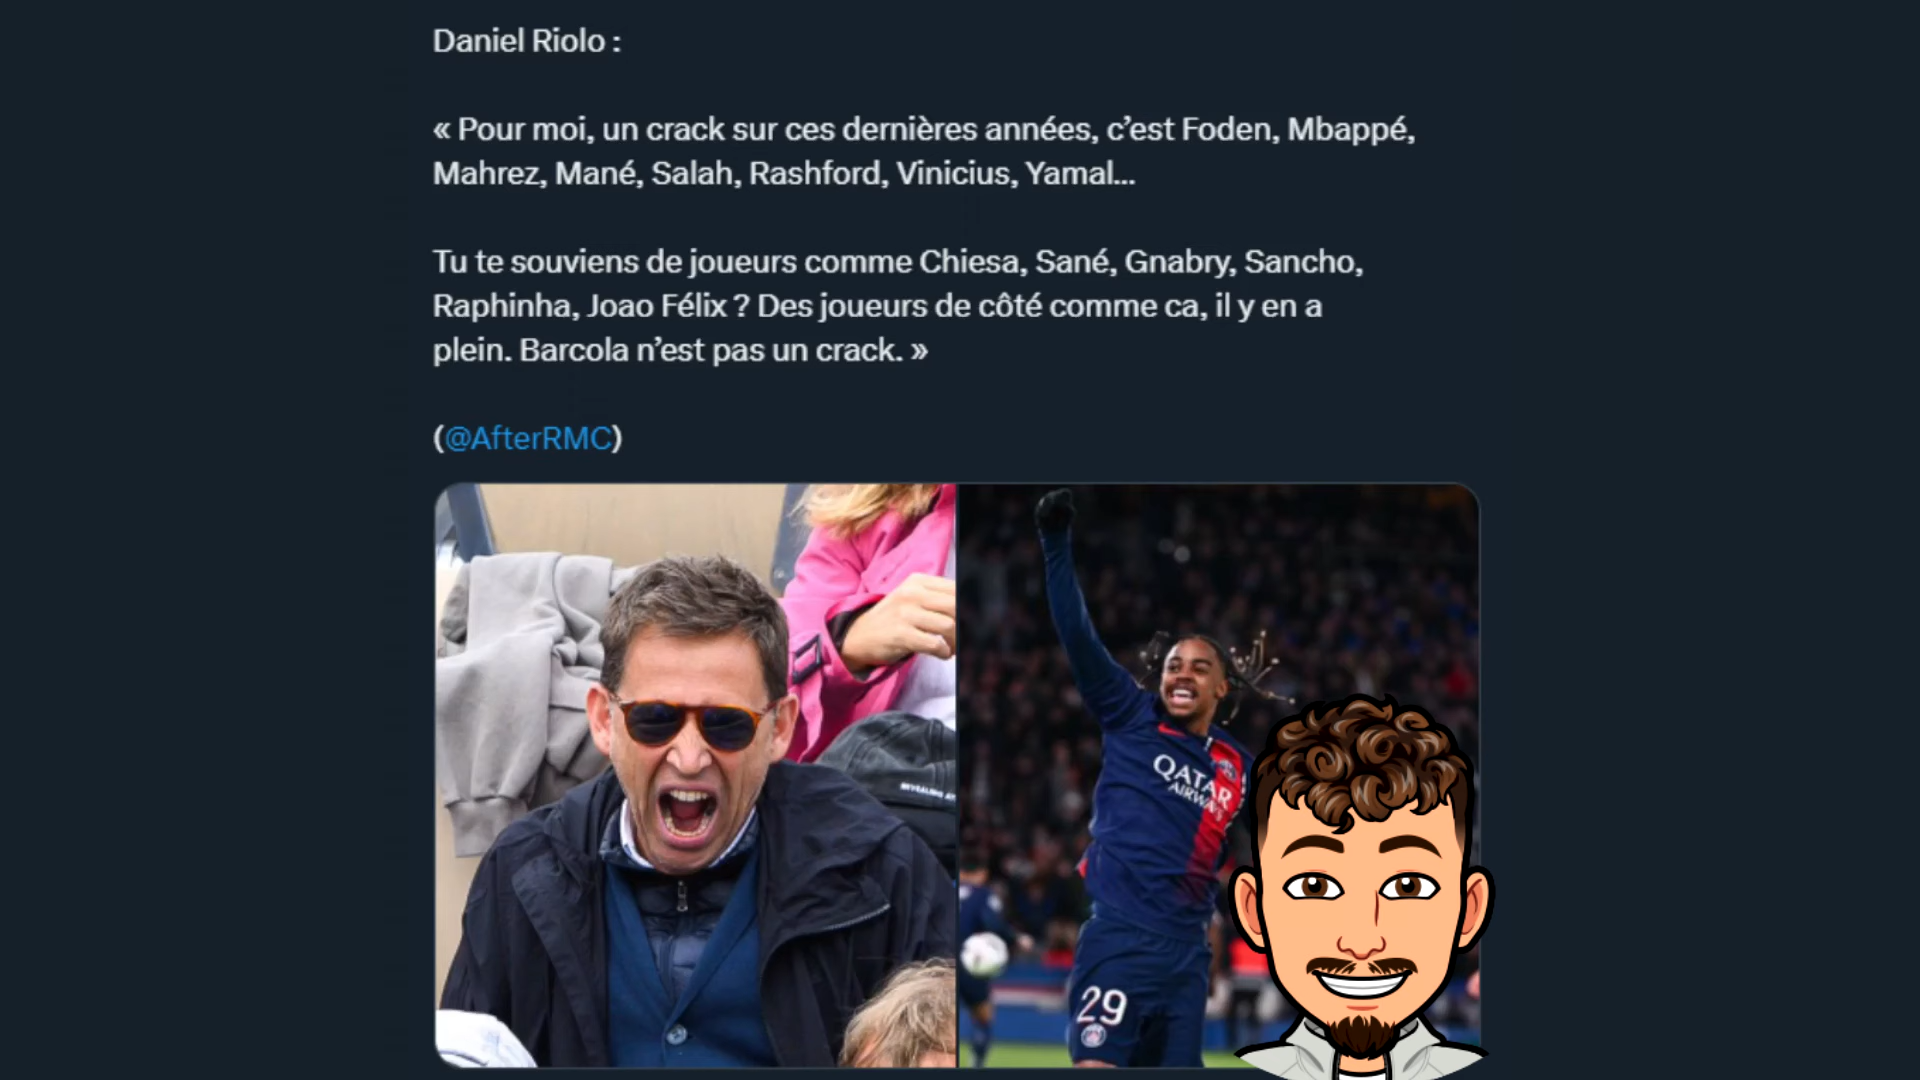 Daniel Riolo :
« Pour moi, un crack sur ces dernières années, c’est Foden, Mbappé,
Mahrez, Mané, Salah, Rashford, Vinicius, Yamal...
Tu te souviens de joueurs comme Chiesa, Sané, Gnabry, Sancho,
Raphinha, Joao Félix ? Des joueurs de côté comme ca, il y en a
plein. Barcola n’est pas un crack. »
(@AfterRMC)
QATAR
AIRWAYS
29